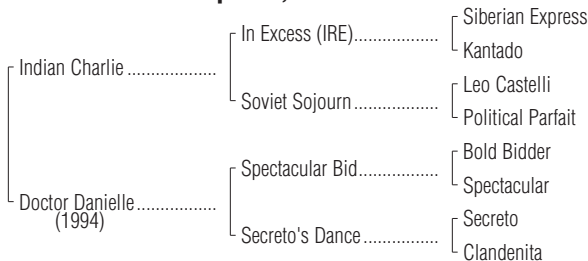 Siberian Express
In Excess (IRE)..................
Kantado
Indian Charlie ...................
Leo Castelli
Soviet Sojourn ...................
Political Parfait
Bold Bidder
Spectacular Bid..................
Spectacular
Doctor Danielle.................
(1994)
Secreto
Secreto's Dance .................
Clandenita